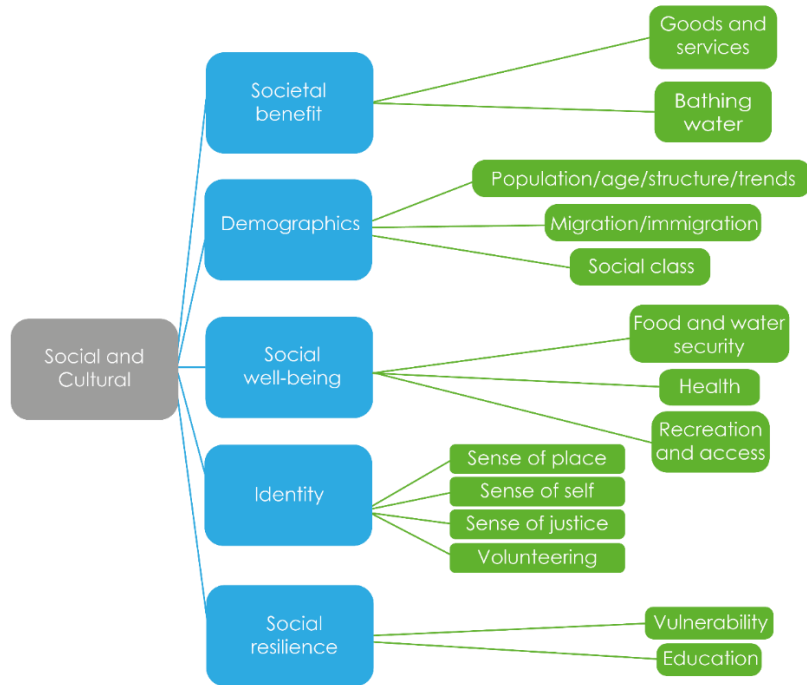 Goods and
services
Societal
benefit
Bathing
water
Population/age/structure/trends
Demographics
Migration/immigration
Social class
Social and
Cultural
Social
well-being
Food and water
security
Health
Recreation
and access
Identity
Sense of place
Sense of self
Sense of justice
Volunteering
Social
resilience
Vulnerability
Education